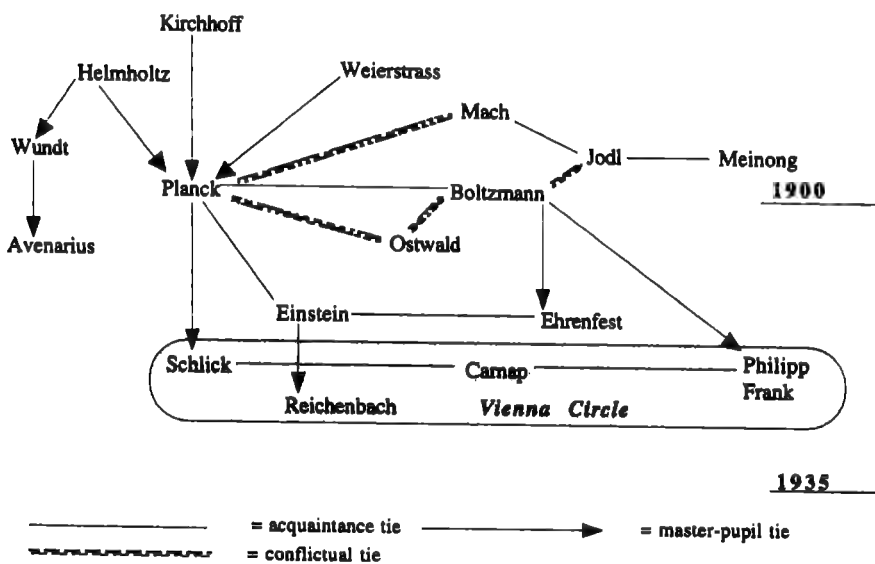 Kirchhoff
Helmholtz
Weierstrass
Mach
Wundt
Jodl
Meinong
Planck
Boltzmann
1900
Avenarius
Ostwald
Einstein
Ehrenfest
Schlick
Carnap
Philipp
Frank
Reichenbach
Vienna Circle
1935
= acquaintance tie
= master-pupil tie
= conflictual tie